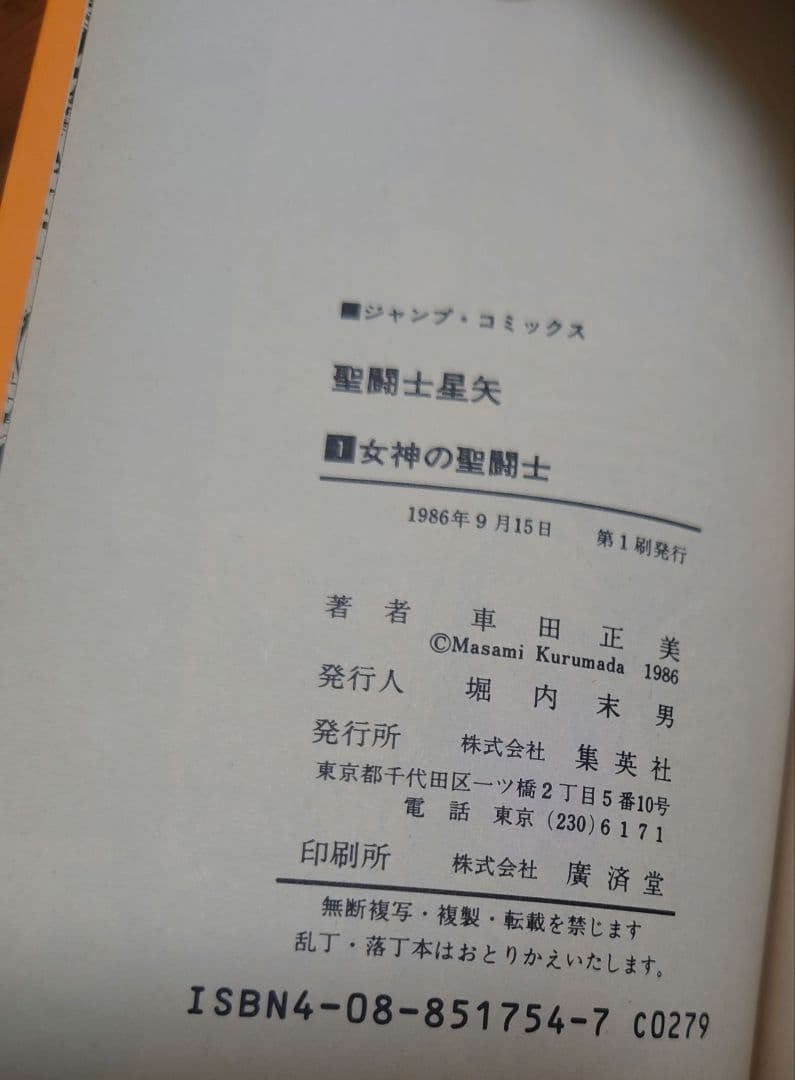 ■ジャンプ・コミックス
聖闘士星矢
1女神の聖闘士
1986年9月15日 第1刷発行
著者 車田正美
©Masami Kurumada 1986
発行人 堀内末男
発行所 株式会社 集英社
東京都千代田区一ツ橋2丁目5番10号
電話 東京(230)6171
印刷所 株式会社 廣済堂
無断複写・複製・転載を禁じます
乱丁・落丁本はおとりかえいたします。
ISBN4-08-851754-7 C0279